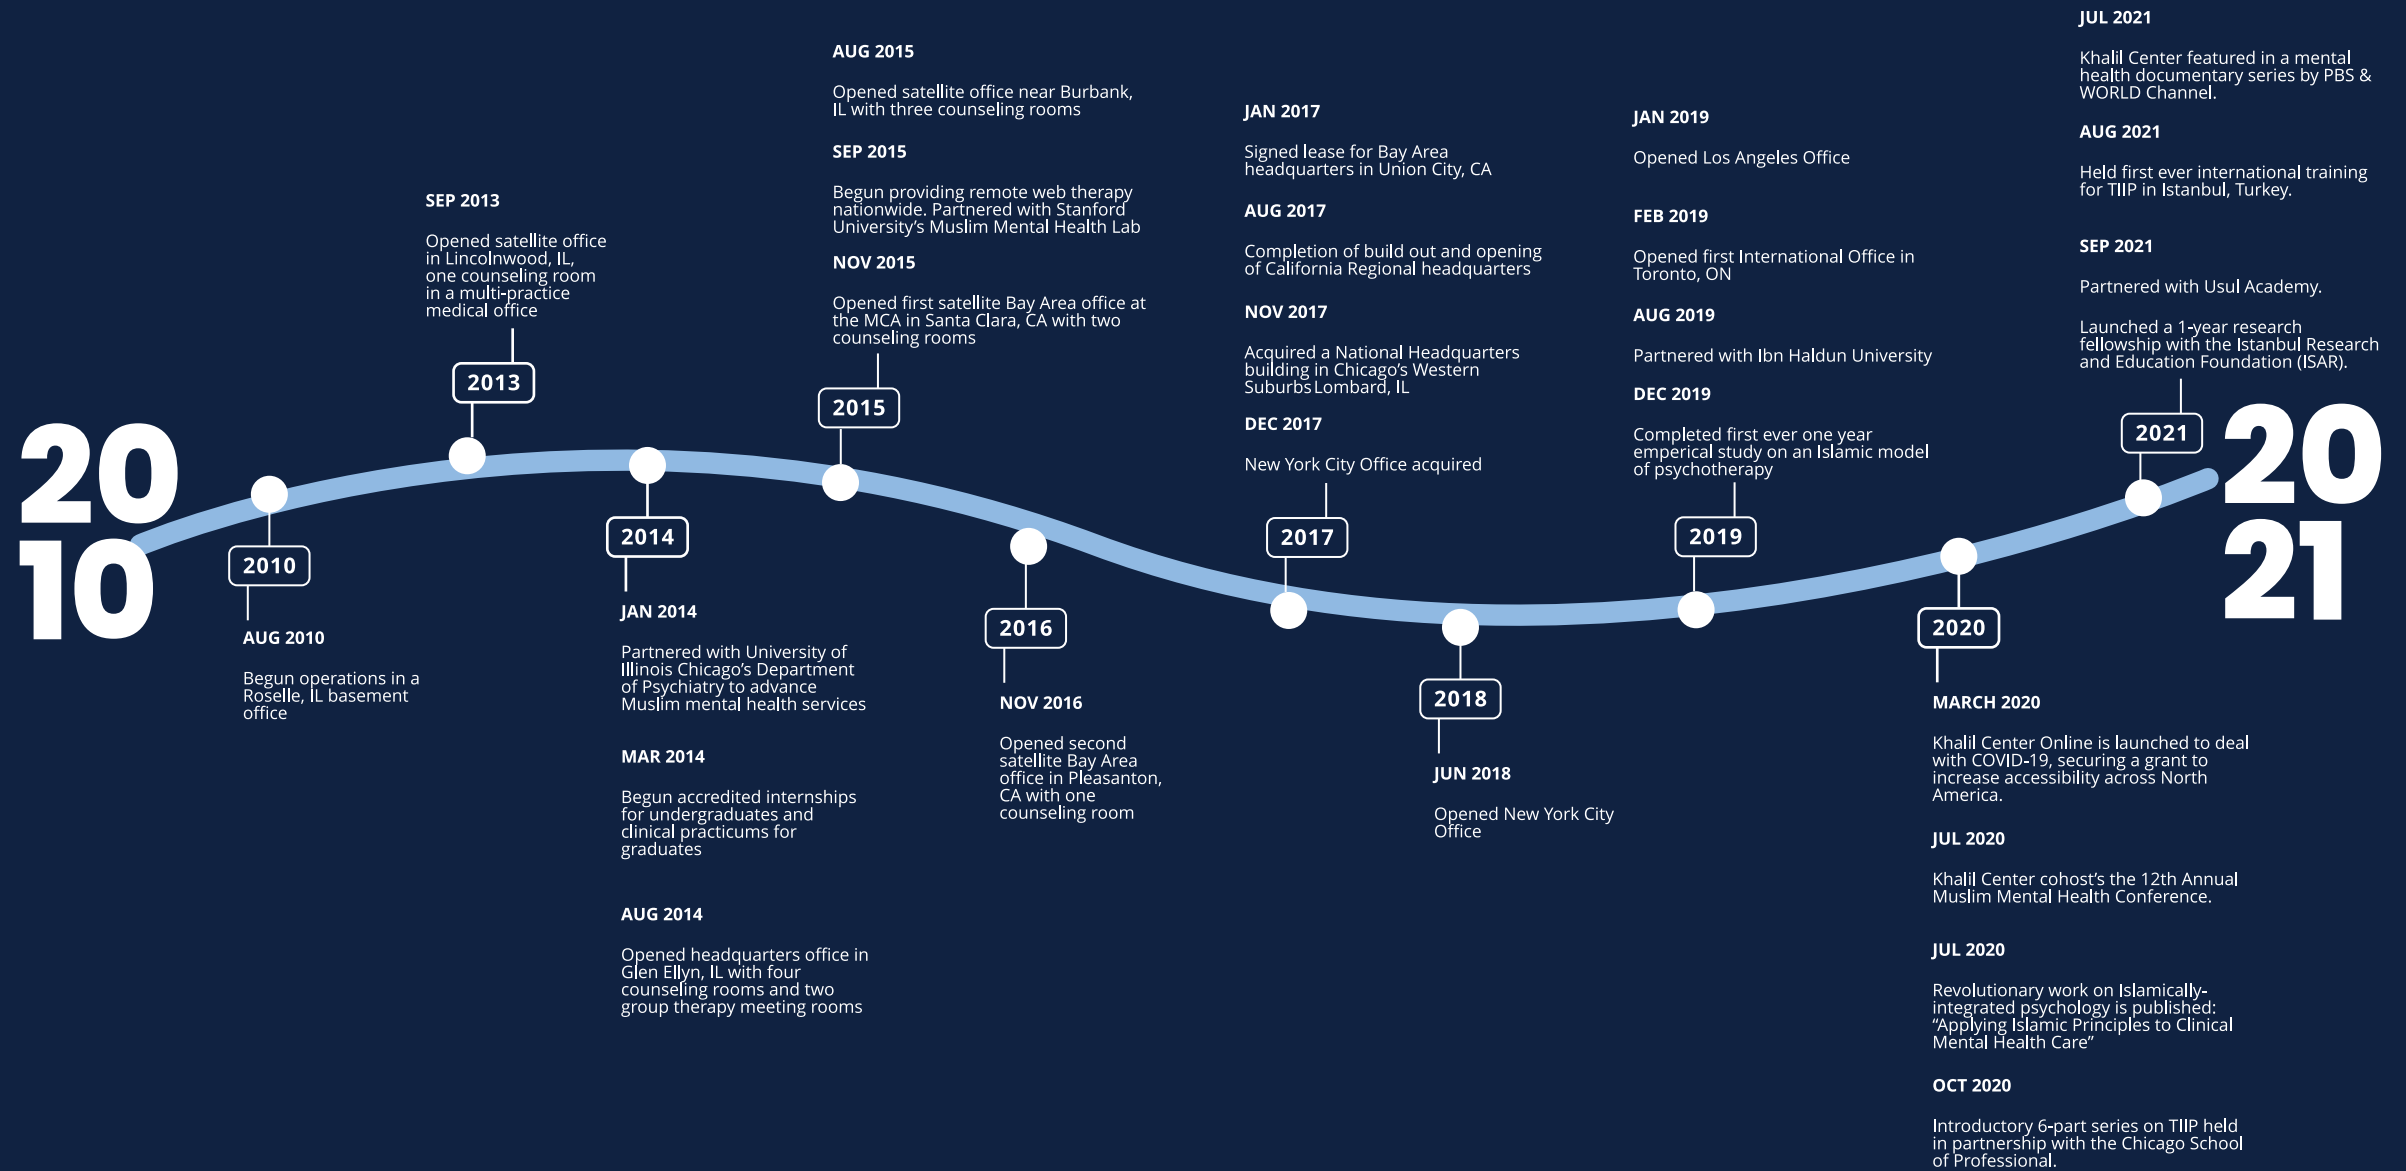 20
10
2010
AUG 2010
Begun operations in a
Roselle, IL basement
office
SEP 2013
Opened satellite office
in Lincolnwood, IL,
one counseling room
in a multi-practice
medical office
2013
2014
JAN 2014
Partnered with University of
Illinois Chicago’s Department
of Psychiatry to advance
Muslim mental health services
MAR 2014
Begun accredited internships
for undergraduates and
clinical practicums for
graduates
AUG 2014
Opened headquarters office in
Glen Ellyn, IL with four
counseling rooms and two
group therapy meeting rooms
AUG 2015
Opened satellite office near Burbank,
IL with three counseling rooms
SEP 2015
Begun providing remote web therapy
nationwide. Partnered with Stanford
University’s Muslim Mental Health Lab
NOV 2015
Opened first satellite Bay Area office at
the MCA in Santa Clara, CA with two
counseling rooms
2015
2016
NOV 2016
Opened second
satellite Bay Area
office in Pleasanton,
CA with one
counseling room
JAN 2017
Signed lease for Bay Area
headquarters in Union City, CA
AUG 2017
Completion of build out and opening
of California Regional headquarters
NOV 2017
Acquired a National Headquarters
building in Chicago’s Western
Suburbs Lombard, IL
DEC 2017
New York City Office acquired
2017
2018
JUN 2018
Opened New York City
Office
JAN 2019
Opened Los Angeles Office
FEB 2019
Opened first International Office in
Toronto, ON
AUG 2019
Partnered with Ibn Haldun University
DEC 2019
Completed first ever one year
emperical study on an Islamic model
of psychotherapy
2019
2020
MARCH 2020
Khalil Center Online is launched to deal
with COVID-19, securing a grant to
increase accessibility across North
America.
JUL 2020
Khalil Center cohost’s the 12th Annual
Muslim Mental Health Conference.
JUL 2020
Revolutionary work on Islamically-
integrated psychology is published:
“Applying Islamic Principles to Clinical
Mental Health Care”
OCT 2020
Introductory 6-part series on TIIP held
in partnership with the Chicago School
of Professional.
JUL 2021
Khalil Center featured in a mental
health documentary series by PBS &
WORLD Channel.
AUG 2021
Held first ever international training
for TIIP in Istanbul, Turkey.
SEP 2021
Partnered with Usul Academy.
Launched a 1-year research
fellowship with the Istanbul Research
and Education Foundation (ISAR).
2021
20
21